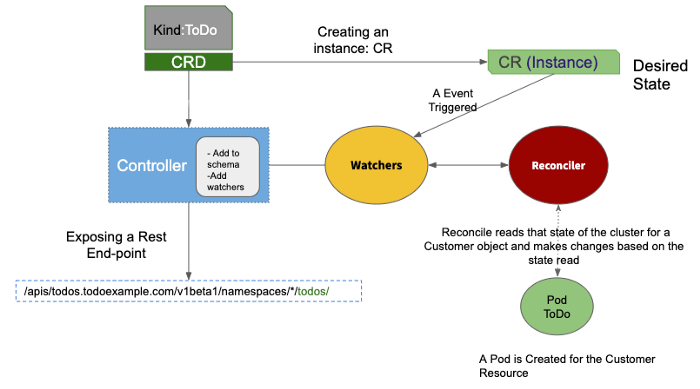 Kind:ToDo
CRD
Creating an
instance: CR
CR (Instance)
Desired
State
A Event
Triggered
Controller
- Add to
schema
-Add
watchers
Watchers
Reconciler
Exposing a Rest
End-point
Reconcile reads that state of the cluster for a
Customer object and makes changes based on the
state read
/apis/todos.todoexample.com/v1beta1/namespaces/*/todos/
Pod
ToDo
A Pod is Created for the Customer
Resource